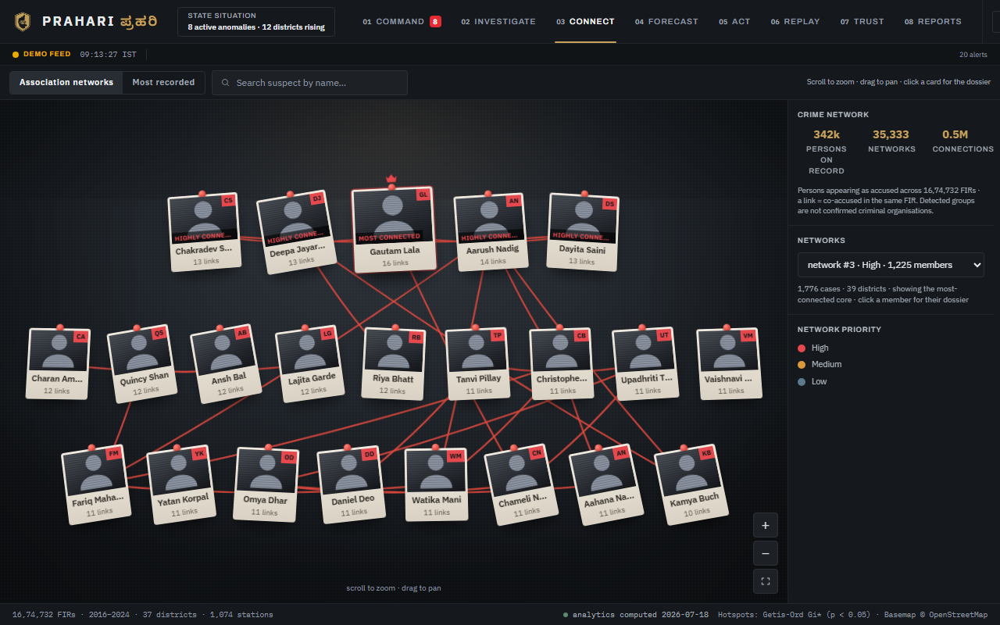 PRAHARI ಪ್ರಹರಿ
STATE SITUATION
8 active anomalies · 12 districts rising
01 COMMAND 8
02 INVESTIGATE
03 CONNECT
04 FORECAST
05 ACT
06 REPLAY
07 TRUST
08 REPORTS
DEMO FEED 09:13:27 IST
20 alerts
Association networks
Most recorded
Search suspect by name...
Scroll to zoom · drag to pan · click a card for the dossier
CS
HIGHLY CONNE...
Chakradev S...
13 links
DJ
HIGHLY CONNE...
Deepa Jayar...
13 links
GL
MOST CONNECTED
Gautam Lala
16 links
AN
HIGHLY CONNE...
Aarush Nadig
14 links
DS
HIGHLY CONNE...
Dayita Saini
13 links
CA
Charan Am...
12 links
QS
Quincy Shan
12 links
AB
Ansh Bal
12 links
LG
Lajita Garde
12 links
RB
Riya Bhatt
12 links
TP
Tanvi Pillay
11 links
CB
Christophe...
11 links
UT
Upadhriti T...
11 links
VM
Vaishnavi ...
11 links
FM
Fariq Maha...
11 links
YK
Yatan Korpal
11 links
OD
Omya Dhar
11 links
DD
Daniel Deo
11 links
WM
Watika Mani
11 links
CN
Chameli N...
11 links
AN
Aahana Na...
11 links
KB
Kamya Buch
10 links
+
−
scroll to zoom · drag to pan
CRIME NETWORK
342k
PERSONS
ON
RECORD
35,333
NETWORKS
0.5M
CONNECTIONS
Persons appearing as accused across 16,74,732 FIRs ·
a link = co-accused in the same FIR. Detected groups
are not confirmed criminal organisations.
NETWORKS
network #3 · High · 1,225 members
1,776 cases · 39 districts · showing the most-
connected core · click a member for their dossier
NETWORK PRIORITY
High
Medium
Low
16,74,732 FIRs · 2016–2024 · 37 districts · 1,074 stations
analytics computed 2026-07-18 Hotspots: Getis-Ord Gi* (p < 0.05) · Basemap © OpenStreetMap